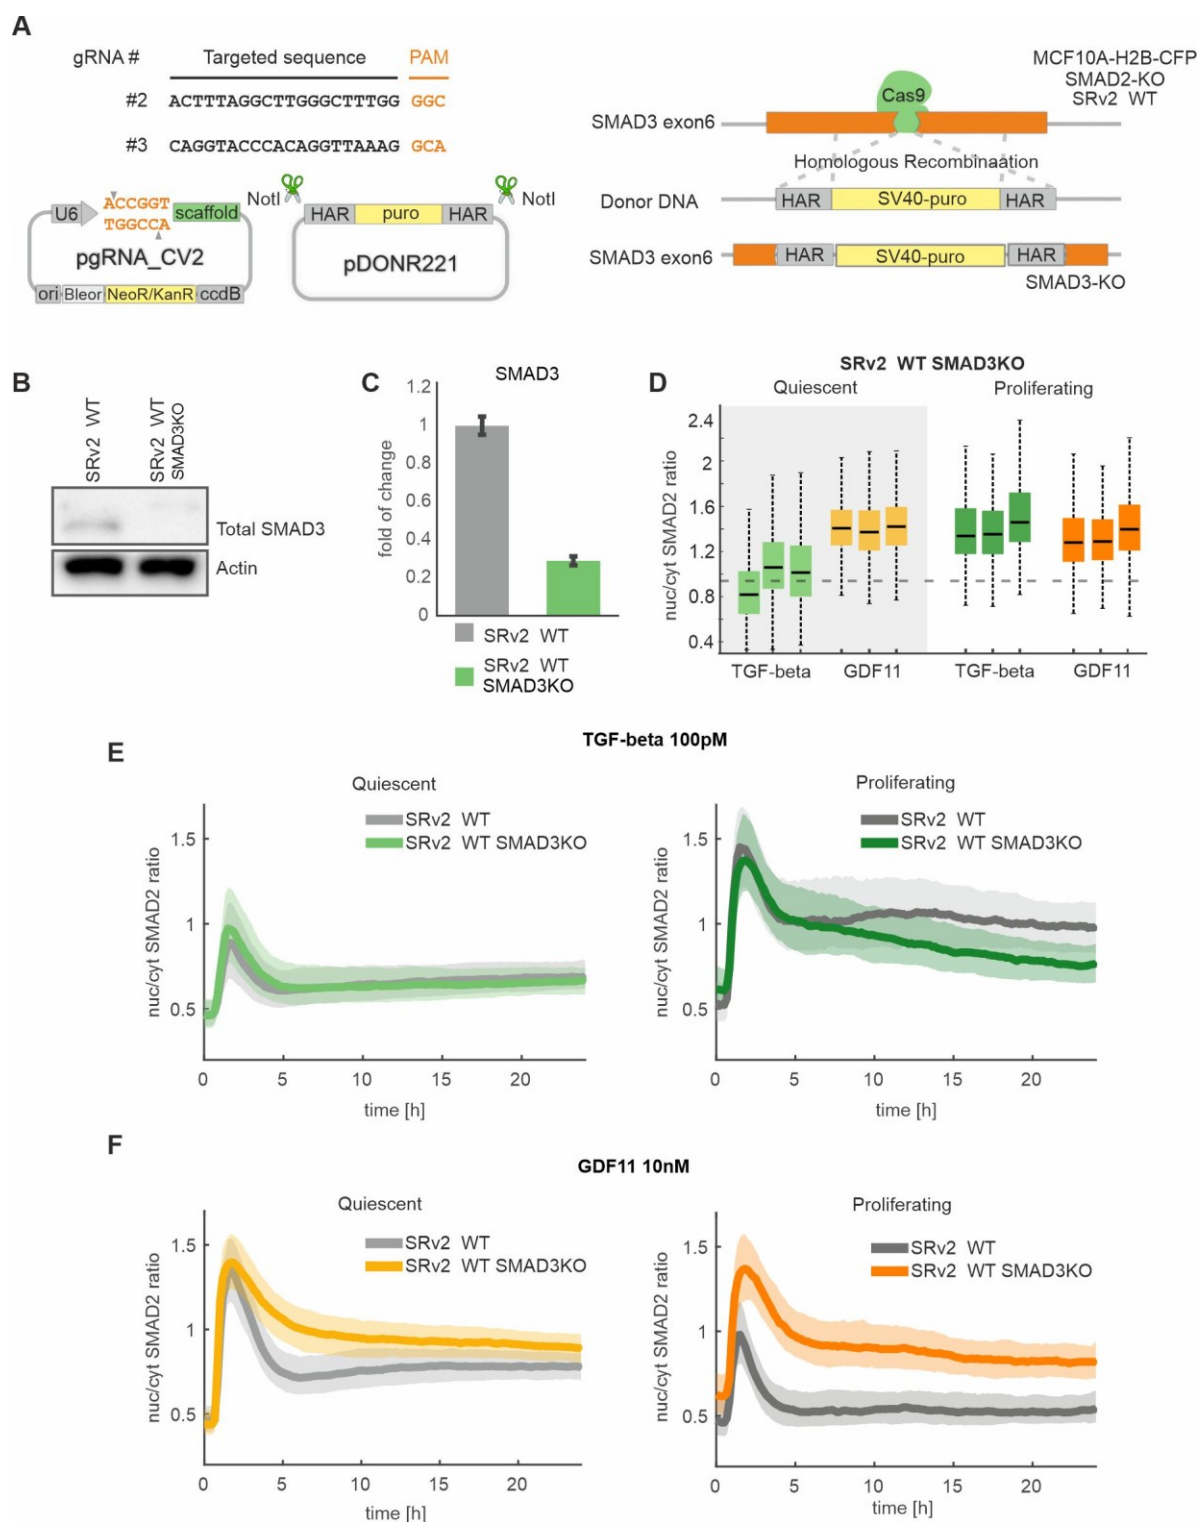 A
gRNA # Targeted sequence PAM
#2 ACTTTAGGCTTGGGCTTTGG GGC
#3 CAGGTACCCACAGGTTAAAG GCA
U6 ACCGGT scaffold
TGGCCA
pgRNA_CV2
ori Bleor NeoR/KanR ccdB
NotI NotI
HAR puro HAR
pDONR221
MCF10A-H2B-CFP
SMAD2-KO
SRv2 WT
Cas9
SMAD3 exon6
Homologous Recombinaation
Donor DNA HAR SV40-puro HAR
SMAD3 exon6 HAR SV40-puro HAR
SMAD3-KO
B
SRv2 WT
SRv2 WT
SMAD3KO
Total SMAD3
Actin
C
SMAD3
fold of change
1.2
1
0.8
0.6
0.4
0.2
0
SRv2 WT
SRv2 WT
SMAD3KO
D
SRv2 WT SMAD3KO
Quiescent Proliferating
nuc/cyt SMAD2 ratio
2.4
2
1.6
1.2
0.8
0.4
TGF-beta GDF11 TGF-beta GDF11
E
TGF-beta 100pM
Quiescent
SRv2 WT
SRv2 WT SMAD3KO
nuc/cyt SMAD2 ratio
1.5
1
0.5
0 5 10 15 20
time [h]
Proliferating
SRv2 WT
SRv2 WT SMAD3KO
nuc/cyt SMAD2 ratio
1.5
1
0.5
0 5 10 15 20
time [h]
F
GDF11 10nM
Quiescent
SRv2 WT
SRv2 WT SMAD3KO
nuc/cyt SMAD2 ratio
1.5
1
0.5
0 5 10 15 20
time [h]
Proliferating
SRv2 WT
SRv2 WT SMAD3KO
nuc/cyt SMAD2 ratio
1.5
1
0.5
0 5 10 15 20
time [h]